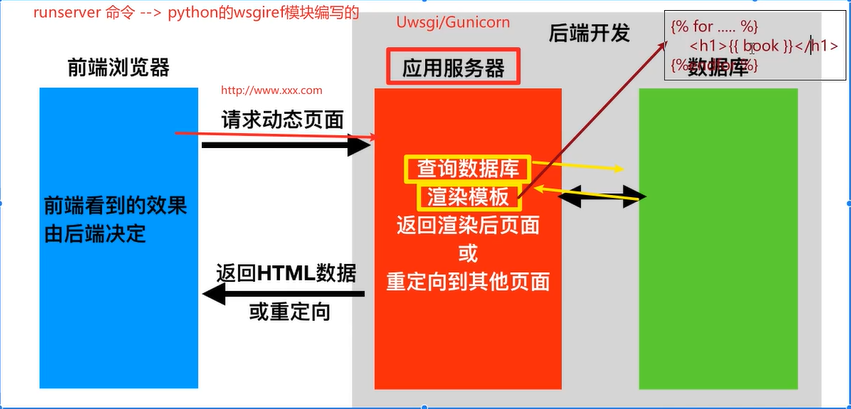 runserver 命令 --> python的wsgiref模块编写的
Uwsgi/Gunicorn
后端开发
{% for ..... %}
<h1>{{ book }}</h1>
前端浏览器
应用服务器
数据库
http://www.xxx.com
请求动态页面
查询数据库
渲染模板
返回渲染后页面
或
重定向到其他页面
前端看到的效果
由后端决定
返回HTML数据
或重定向